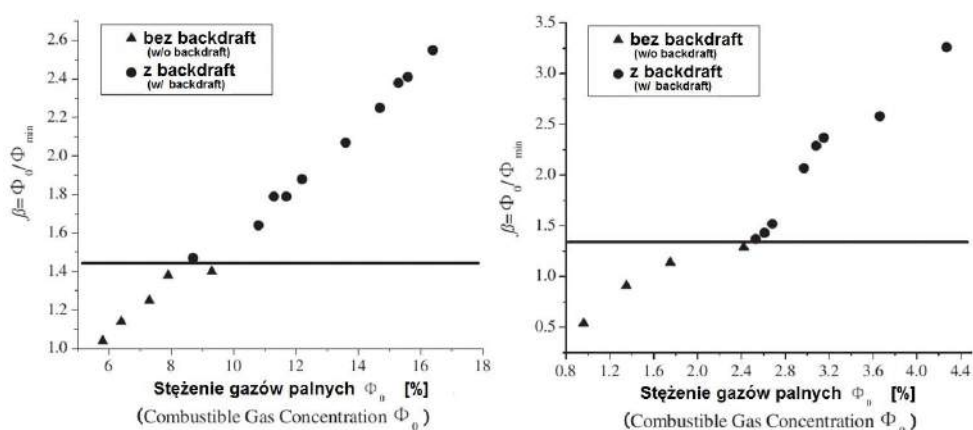 bez backdraft
(w/o backdraft)
z backdraft
(w/ backdraft)
β=Φ₀/Φmin
2.6
2.4
2.2
2.0
1.8
1.6
1.4
1.2
1.0
6 8 10 12 14 16 18
Stężenie gazów palnych Φ₀ [%]
(Combustible Gas Concentration Φ₀)
bez backdraft
(w/o backdraft)
z backdraft
(w/ backdraft)
β=Φ₀/Φmin
3.5
3.0
2.5
2.0
1.5
1.0
0.5
0.8 1.2 1.6 2.0 2.4 2.8 3.2 3.6 4.0 4.4
Stężenie gazów palnych Φ₀ [%]
(Combustible Gas Concentration Φ₀)